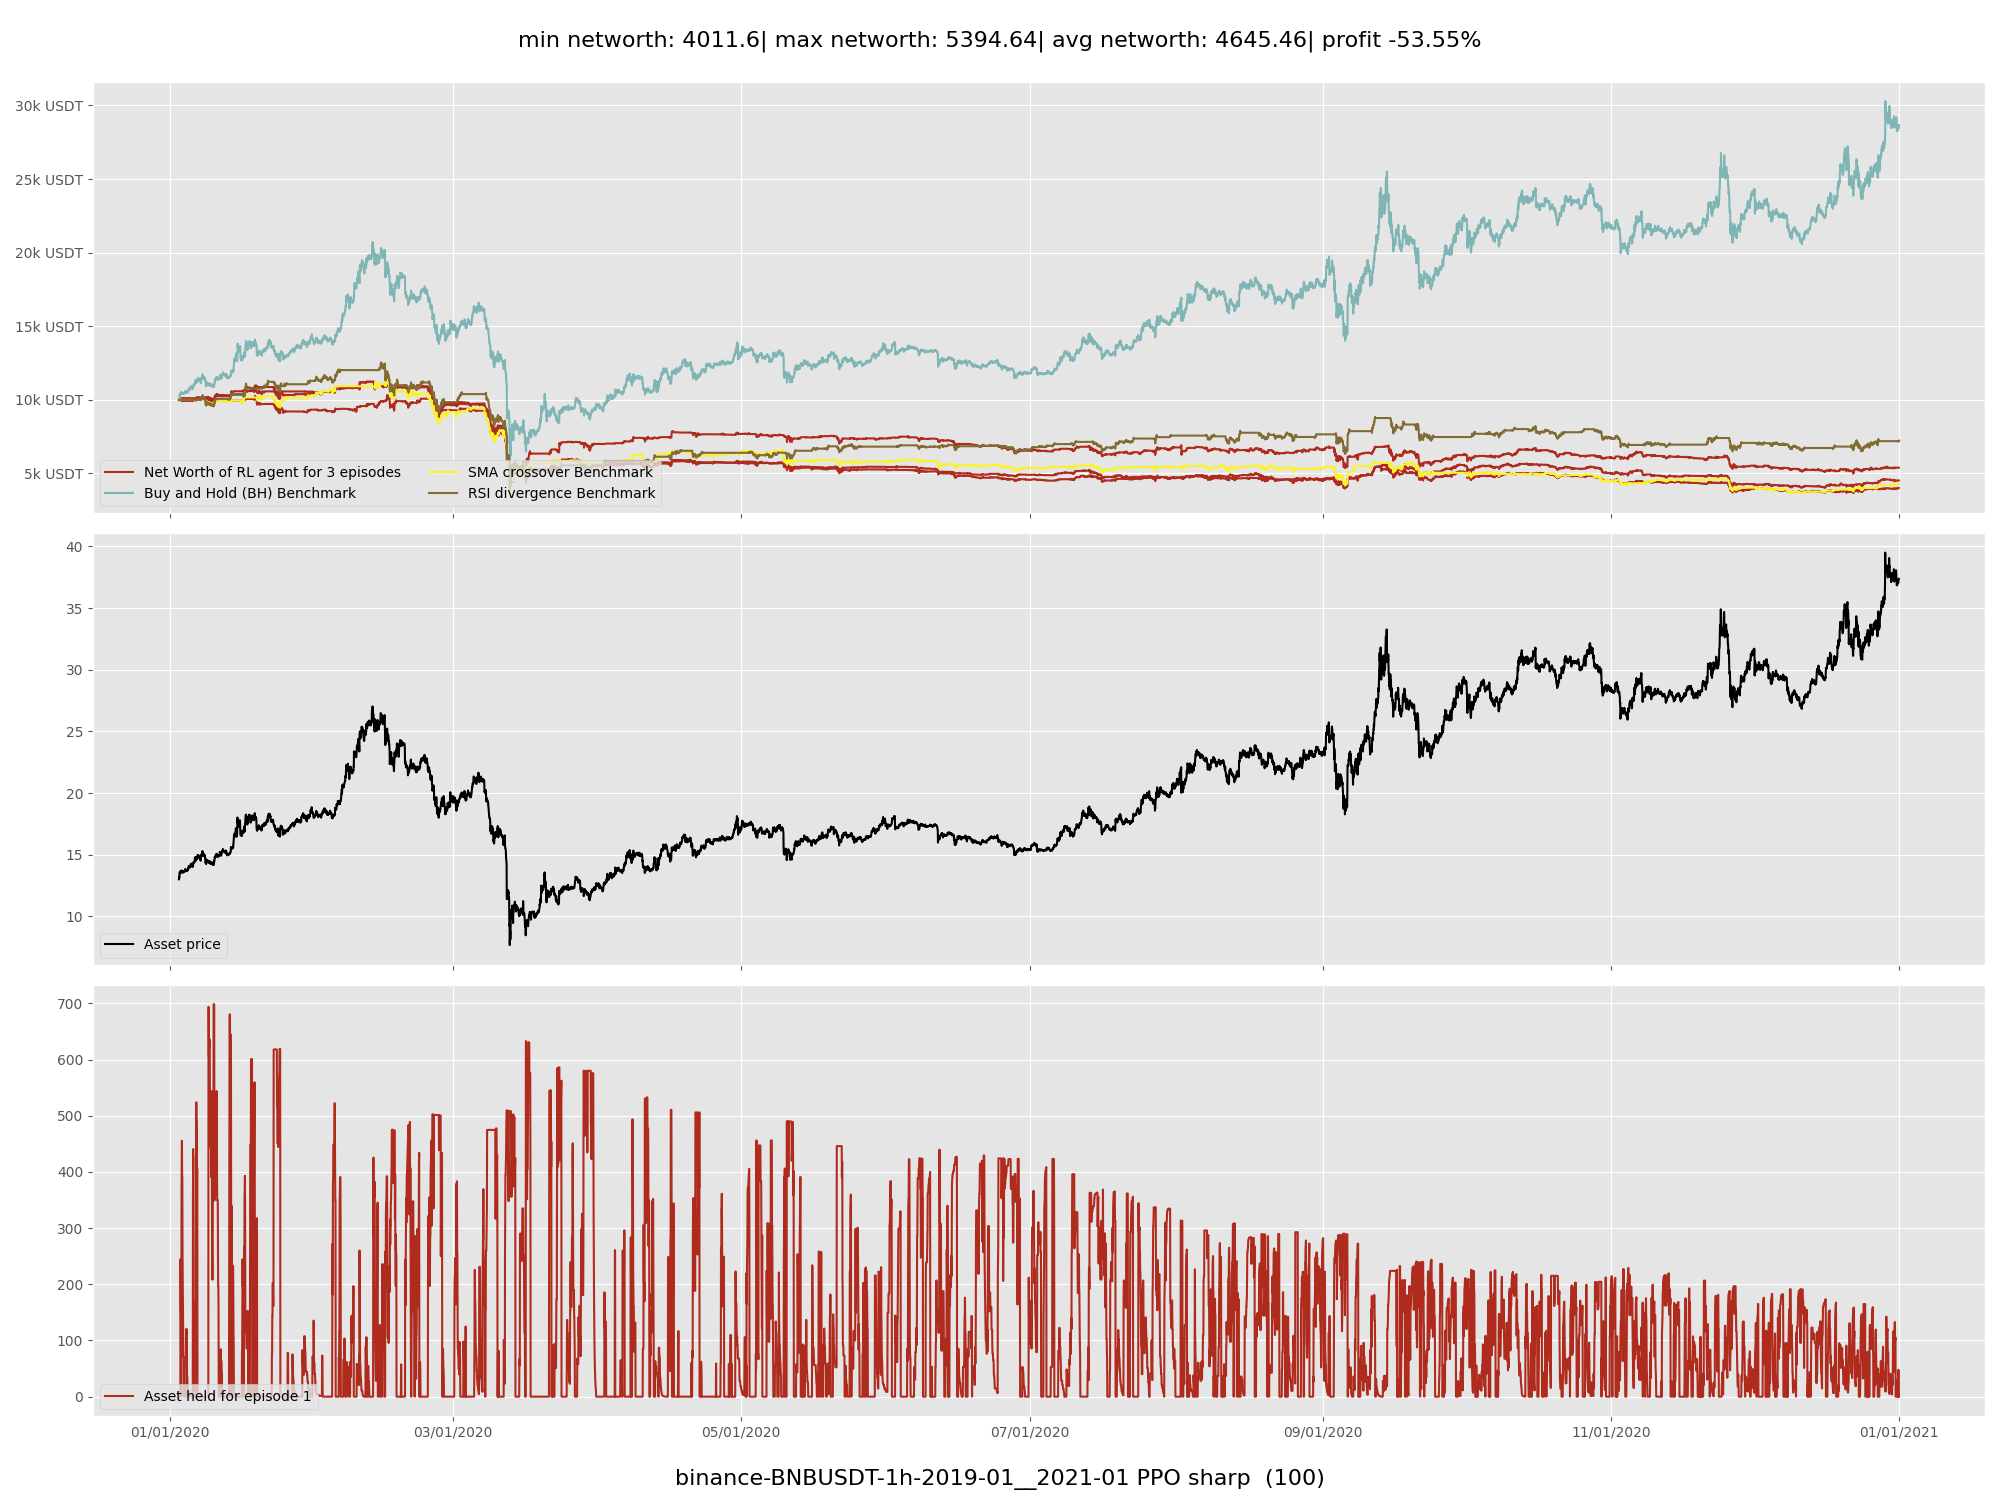 min networth: 4011.6| max networth: 5394.64| avg networth: 4645.46| profit -53.55%
30k USDT
25k USDT
20k USDT
15k USDT
10k USDT
5k USDT
Net Worth of RL agent for 3 episodes
Buy and Hold (BH) Benchmark
SMA crossover Benchmark
RSI divergence Benchmark
40
35
30
25
20
15
10
Asset price
700
600
500
400
300
200
100
0
Asset held for episode 1
01/01/2020 03/01/2020 05/01/2020 07/01/2020 09/01/2020 11/01/2020 01/01/2021
binance-BNBUSDT-1h-2019-01__2021-01 PPO sharp (100)